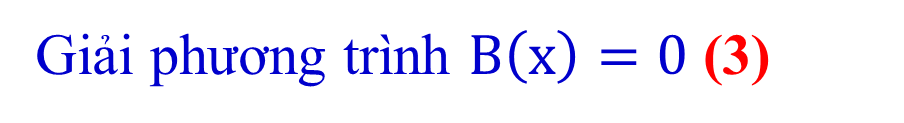 Giải phương trình B(x) = 0 (3)